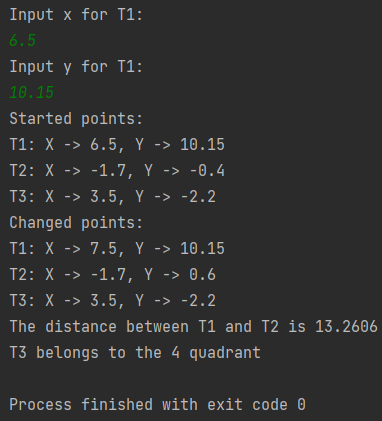 Input x for T1:
6.5
Input y for T1:
10.15
Started points:
T1: X -> 6.5, Y -> 10.15
T2: X -> -1.7, Y -> -0.4
T3: X -> 3.5, Y -> -2.2
Changed points:
T1: X -> 7.5, Y -> 10.15
T2: X -> -1.7, Y -> 0.6
T3: X -> 3.5, Y -> -2.2
The distance between T1 and T2 is 13.2606
T3 belongs to the 4 quadrant
Process finished with exit code 0